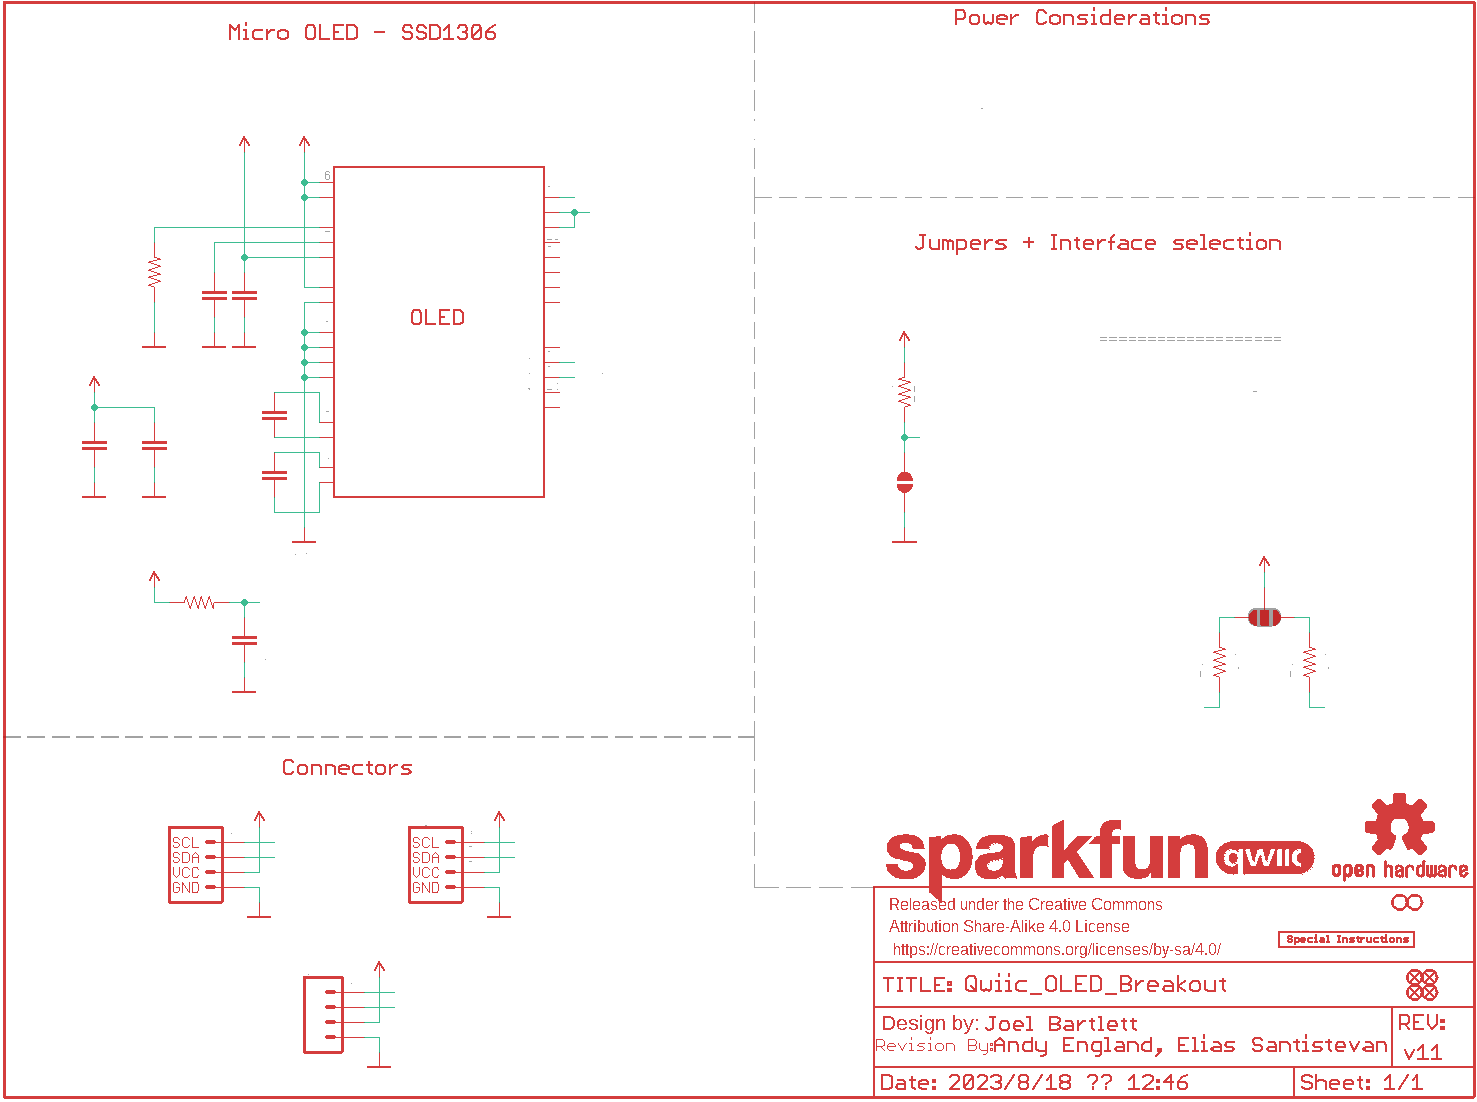 Micro OLED - SSD1306
Power Considerations
6
Jumpers + Interface selection
OLED
Connectors
SCL
SDA
VCC
GND
SCL
SDA
VCC
GND
sparkfun qwiic
open hardware
Released under the Creative Commons
Attribution Share-Alike 4.0 License
https://creativecommons.org/licenses/by-sa/4.0/
Special Instructions
TITLE: Qwiic_OLED_Breakout
Design by: Joel Bartlett
REV:
Revision By:Andy England, Elias Santistevan
v11
Date: 2023/8/18 ?? 12:46
Sheet: 1/1